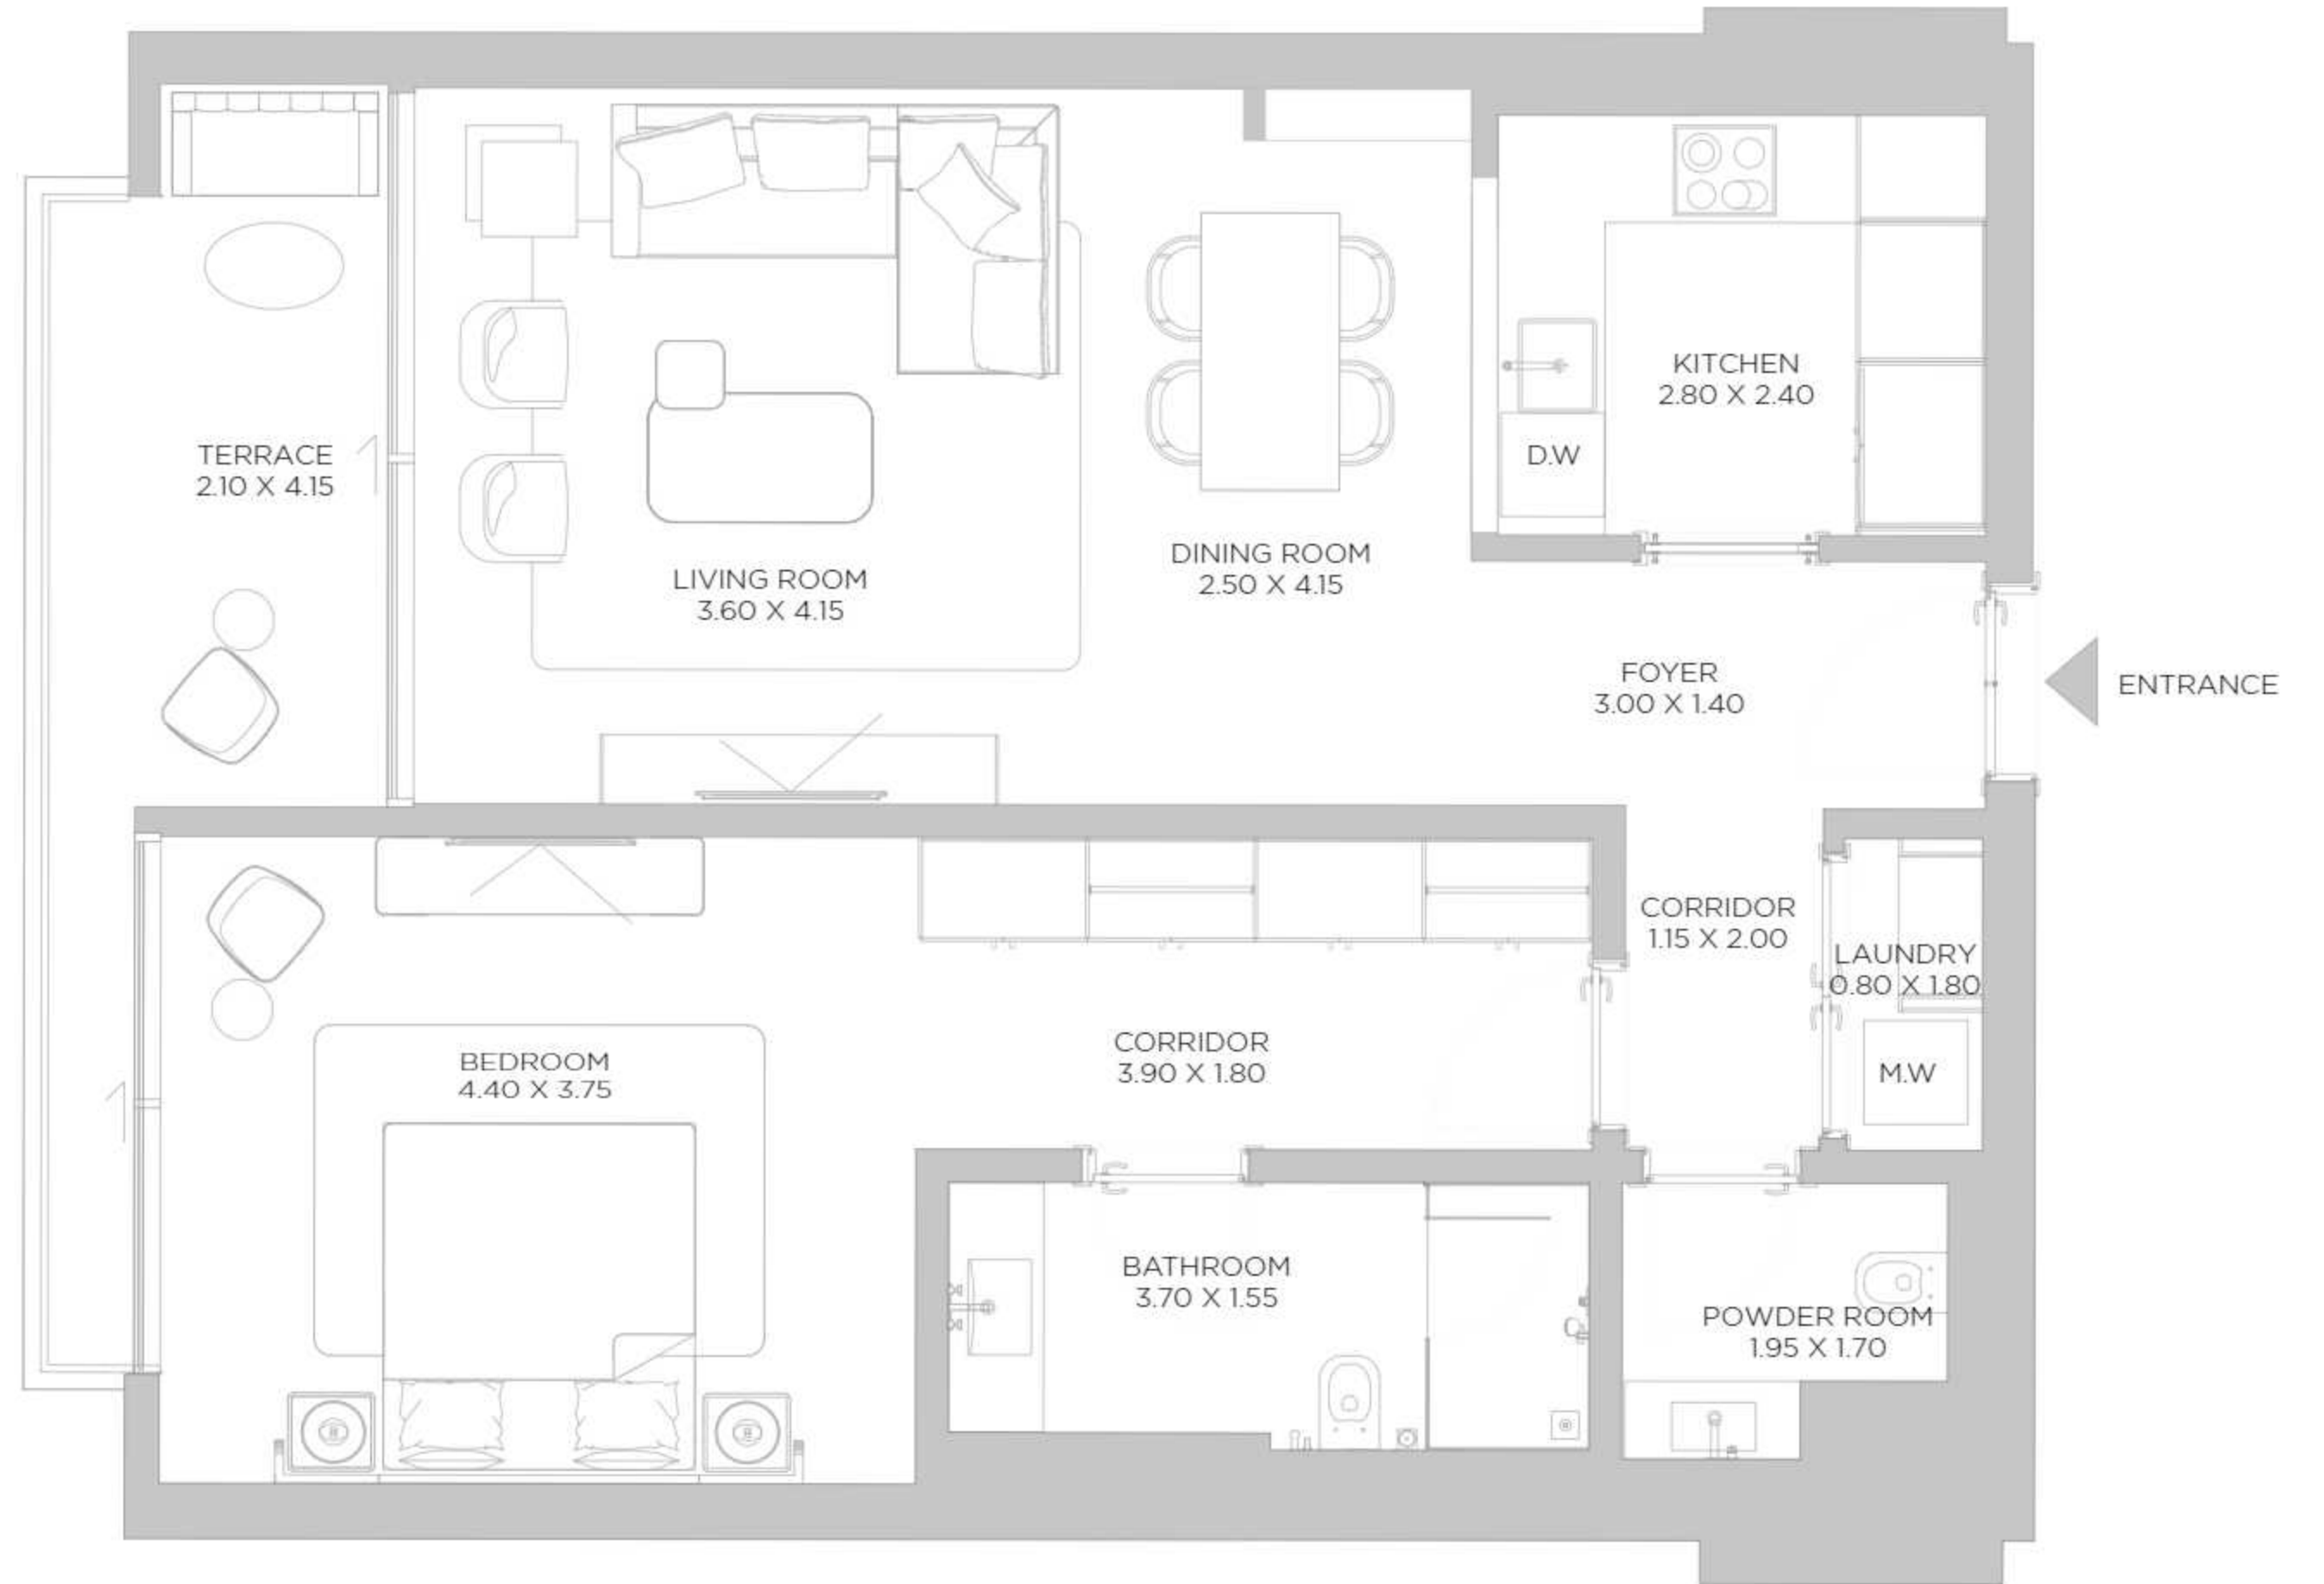 KITCHEN
2.80 X 2.40
D.W
TERRACE
2.10 X 4.15
LIVING ROOM
3.60 X 4.15
DINING ROOM
2.50 X 4.15
FOYER
3.00 X 1.40
ENTRANCE
CORRIDOR
1.15 X 2.00
LAUNDRY
0.80 X 1.80
M.W
BEDROOM
4.40 X 3.75
CORRIDOR
3.90 X 1.80
BATHROOM
3.70 X 1.55
POWDER ROOM
1.95 X 1.70